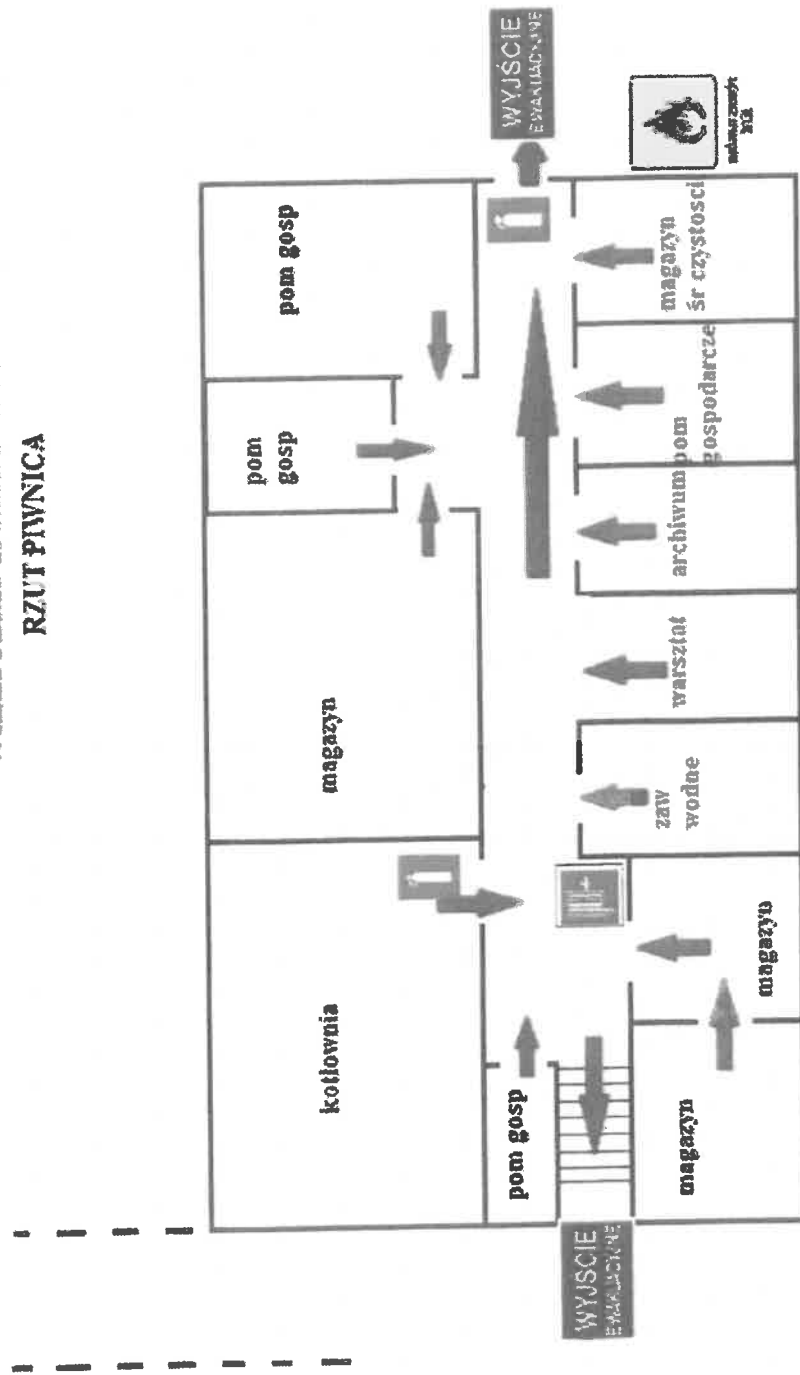 RZUT PIWNICA
kotłownia
magazyn
pom
gosp
pom gosp
pom gosp
WYJŚCIE
EWAKUACYJNE
WYJŚCIE
EWAKUACYJNE
magazyn
magazyn
zaw
wodne
warsztat
archiwum
pom
gospodarcze
magazyn
śr czystosci